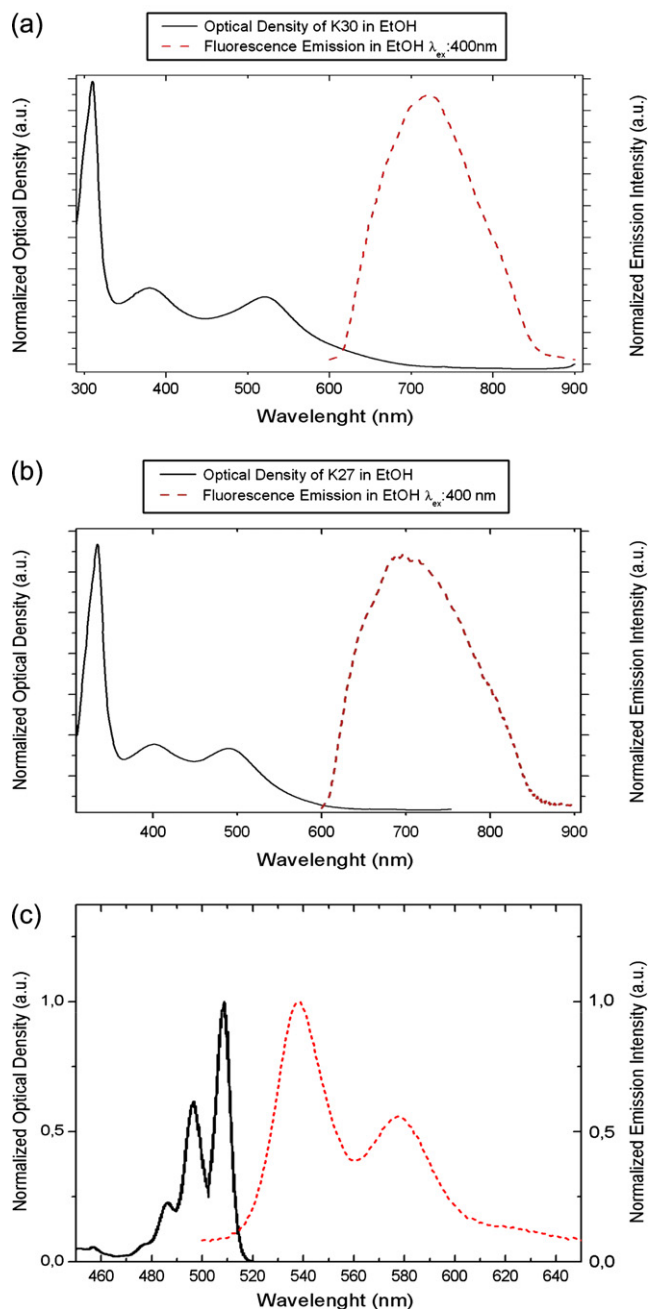 (a)
Optical Density of K30 in EtOH
Fluorescence Emission in EtOH λex:400nm
Normalized Optical Density (a.u.)
Normalized Emission Intensity (a.u.)
300 400 500 600 700 800 900
Wavelenght (nm)
(b)
Optical Density of K27 in EtOH
Fluorescence Emission in EtOH λex:400 nm
Normalized Optical Density (a.u.)
Normalized Emission Intensity (a.u.)
400 500 600 700 800 900
Wavelenght (nm)
(c)
Normalized Optical Density (a.u.)
Normalized Emission Intensity (a.u.)
1,0 1,0
0,5 0,5
0,0 0,0
460 480 500 520 540 560 580 600 620 640
Wavelenght (nm)